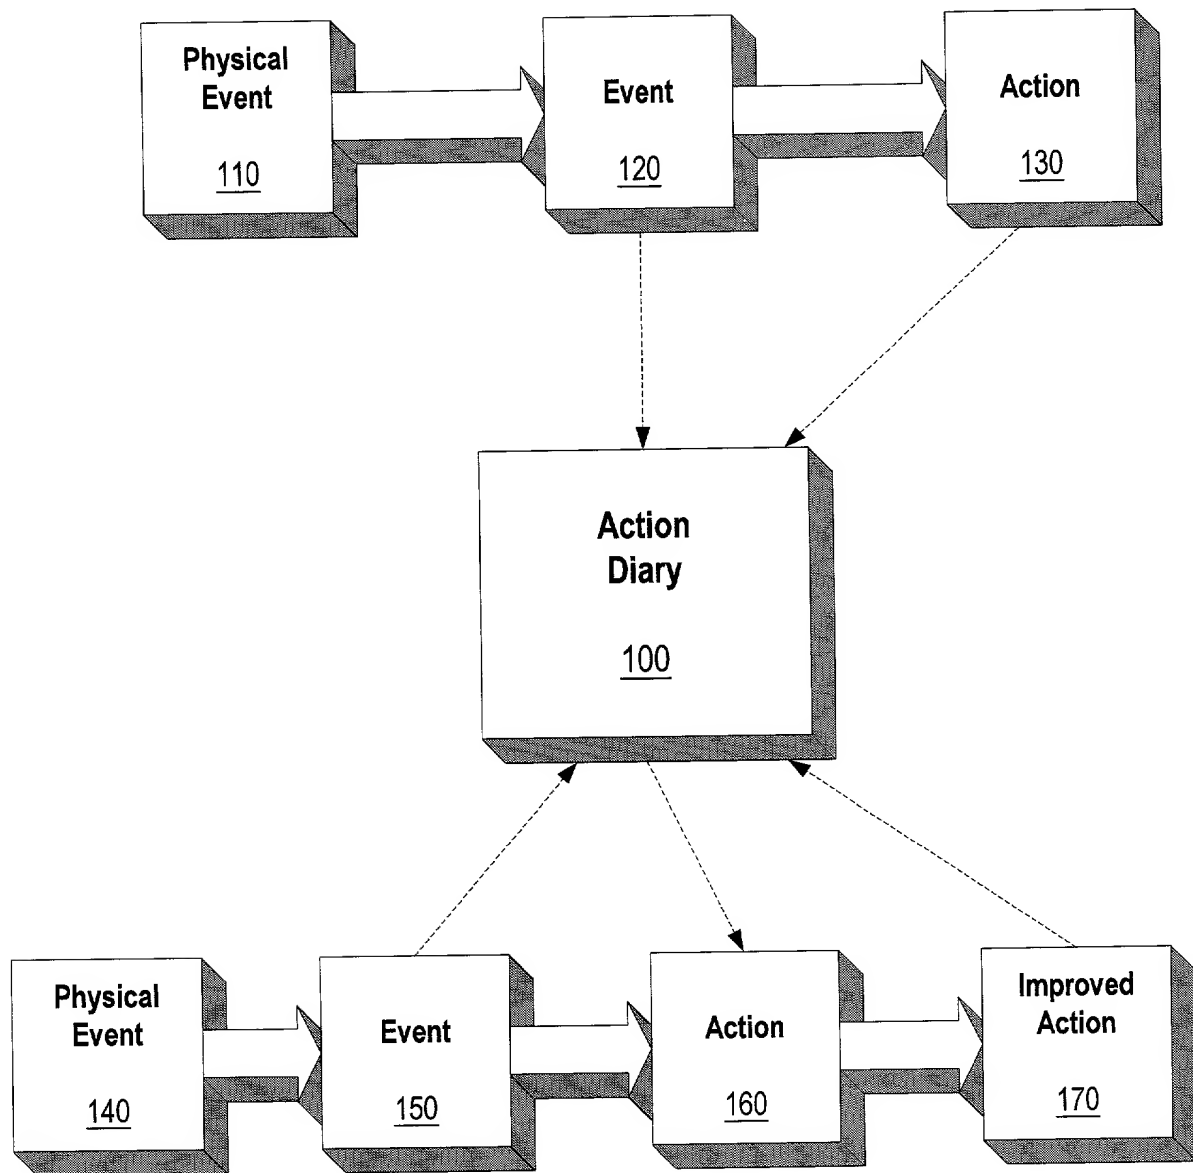 Physical
Event
110
Event
120
Action
130
Action
Diary
100
Physical
Event
140
Event
150
Action
160
Improved
Action
170